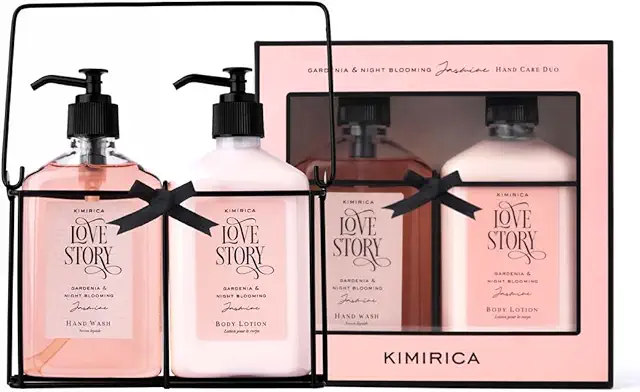 KIMIRICA
LOVE
STORY
GARDENIA &
NIGHT BLOOMING
Jasmine
HAND WASH
KIMIRICA
LOVE
STORY
GARDENIA &
NIGHT BLOOMING
Jasmine
BODY LOTION
Lotion pour le corps
GARDENIA & NIGHT BLOOMING Jasmine HAND CARE DUO
KIMIRICA
LOVE
STORY
GARDENIA &
NIGHT BLOOMING
Jasmine
HAND WASH
KIMIRICA
LOVE
STORY
GARDENIA &
NIGHT BLOOMING
Jasmine
BODY LOTION
Lotion pour le corps
KIMIRICA